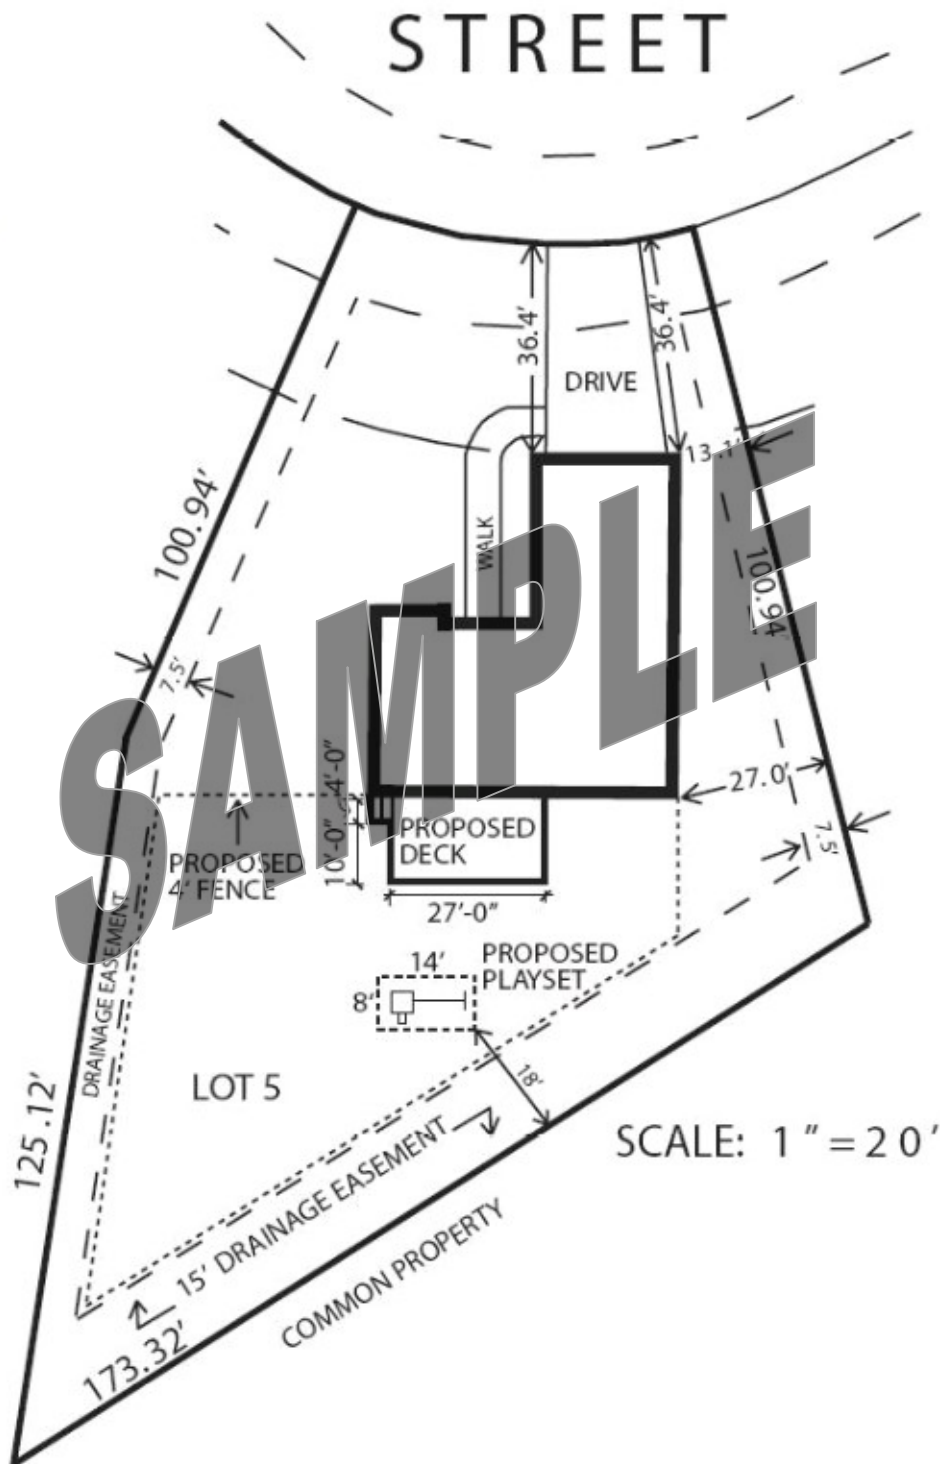 STREET
36.4'
36.4'
DRIVE
13.1'
100.94'
WALK
100.94'
SAMPLE
7.5'
4'-0"
27.0'
10'-0"
PROPOSED
DECK
7.5'
PROPOSED
4' FENCE
27'-0"
DRAINAGE EASEMENT
PROPOSED
PLAYSET
14'
8'
18'
LOT 5
125.12'
SCALE: 1"=20'
15' DRAINAGE EASEMENT
COMMON PROPERTY
173.32'